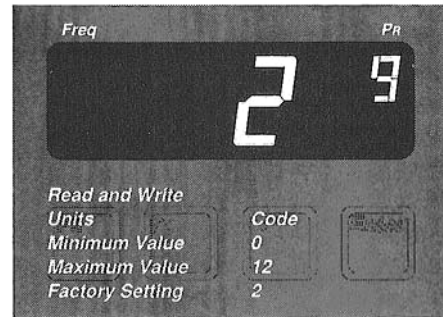 Freq PR
2 9
Read and Write
Units Code
Minimum Value 0
Maximum Value 12
Factory Setting 2